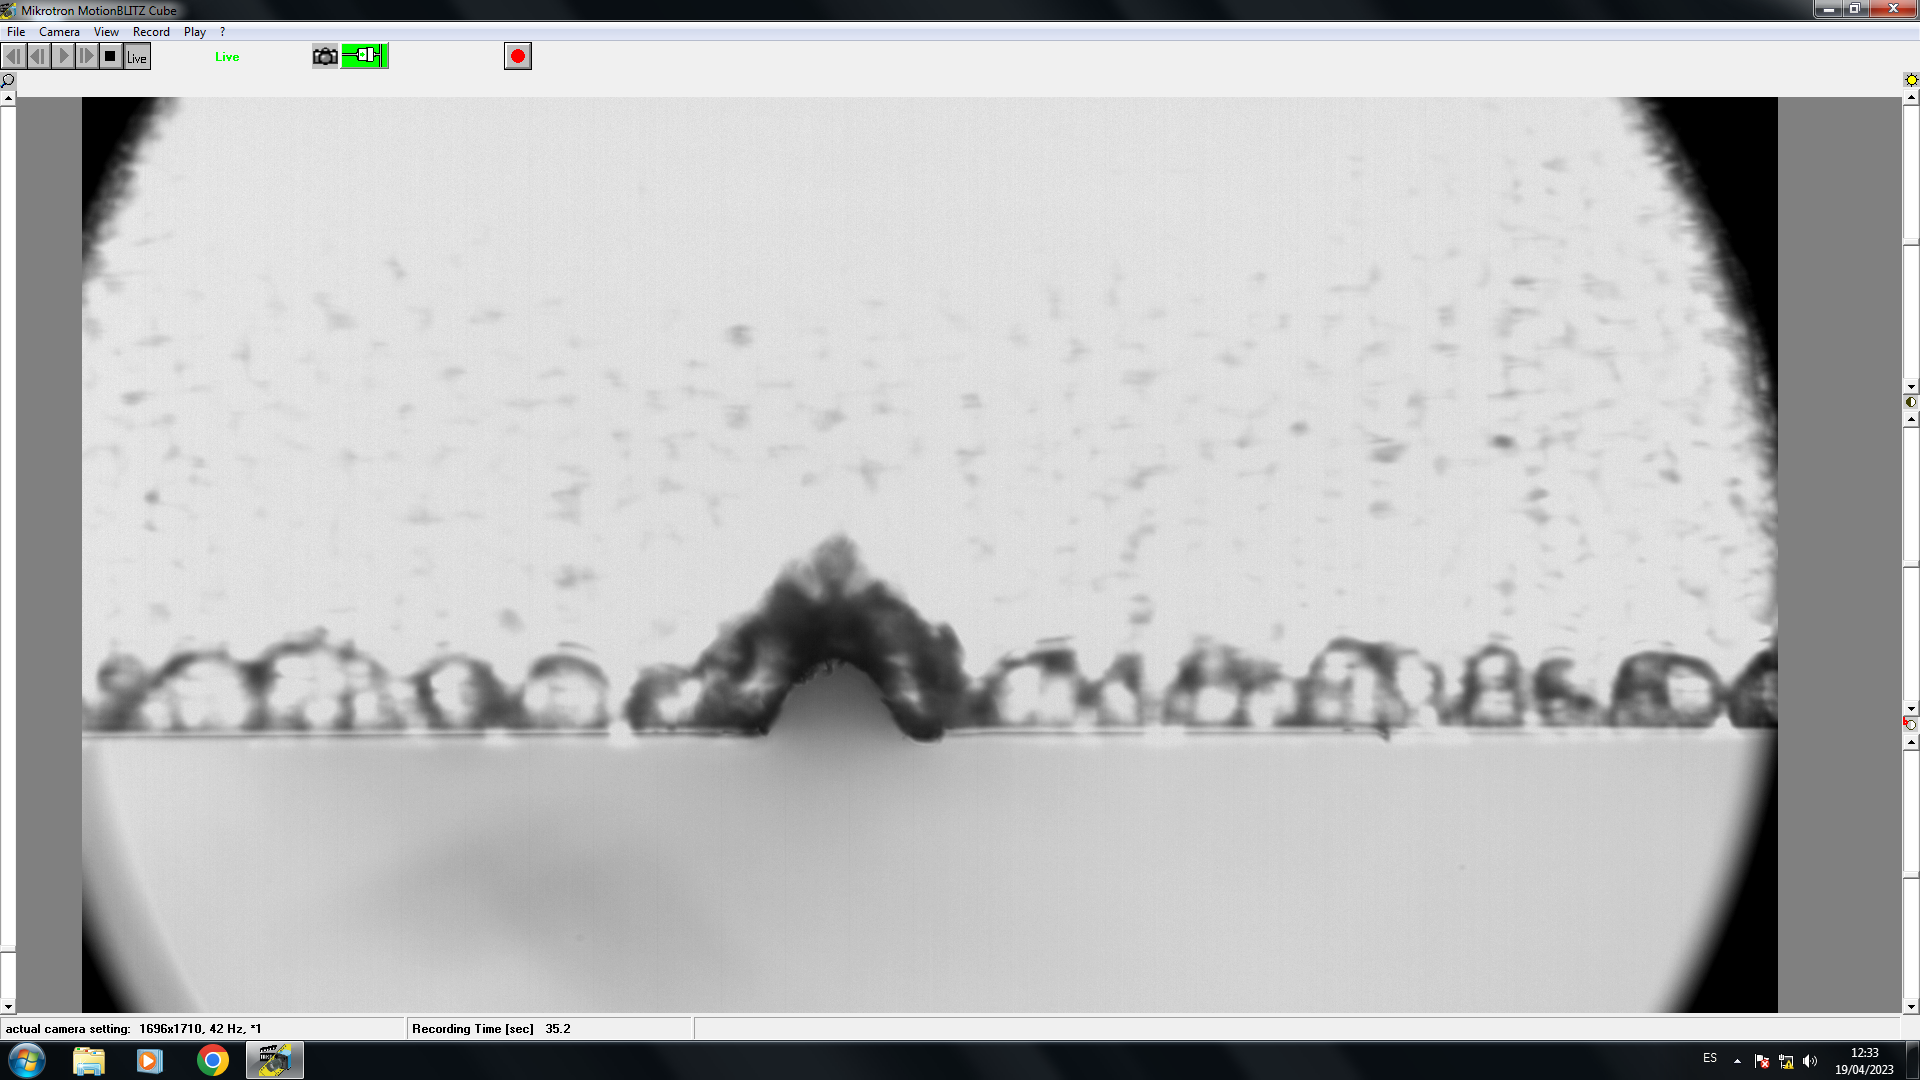 Mikrotron MotionBLITZ Cube
File Camera View Record Play ?
Live Live
actual camera setting: 1696x1710, 42 Hz, *1 Recording Time [sec] 35.2
ES 12:33
19/04/2023